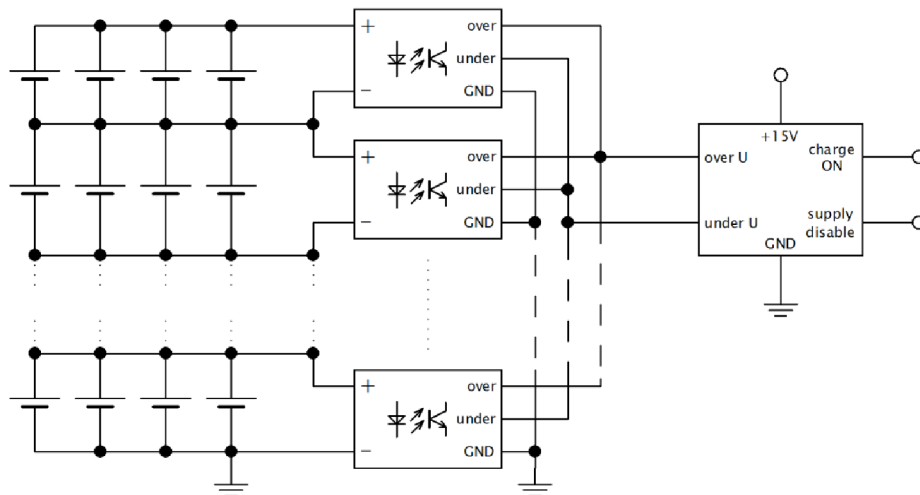 +
over
under
−
GND
+
over
under
−
GND
+
over
under
−
GND
+15V
over U
charge
ON
under U
supply
disable
GND